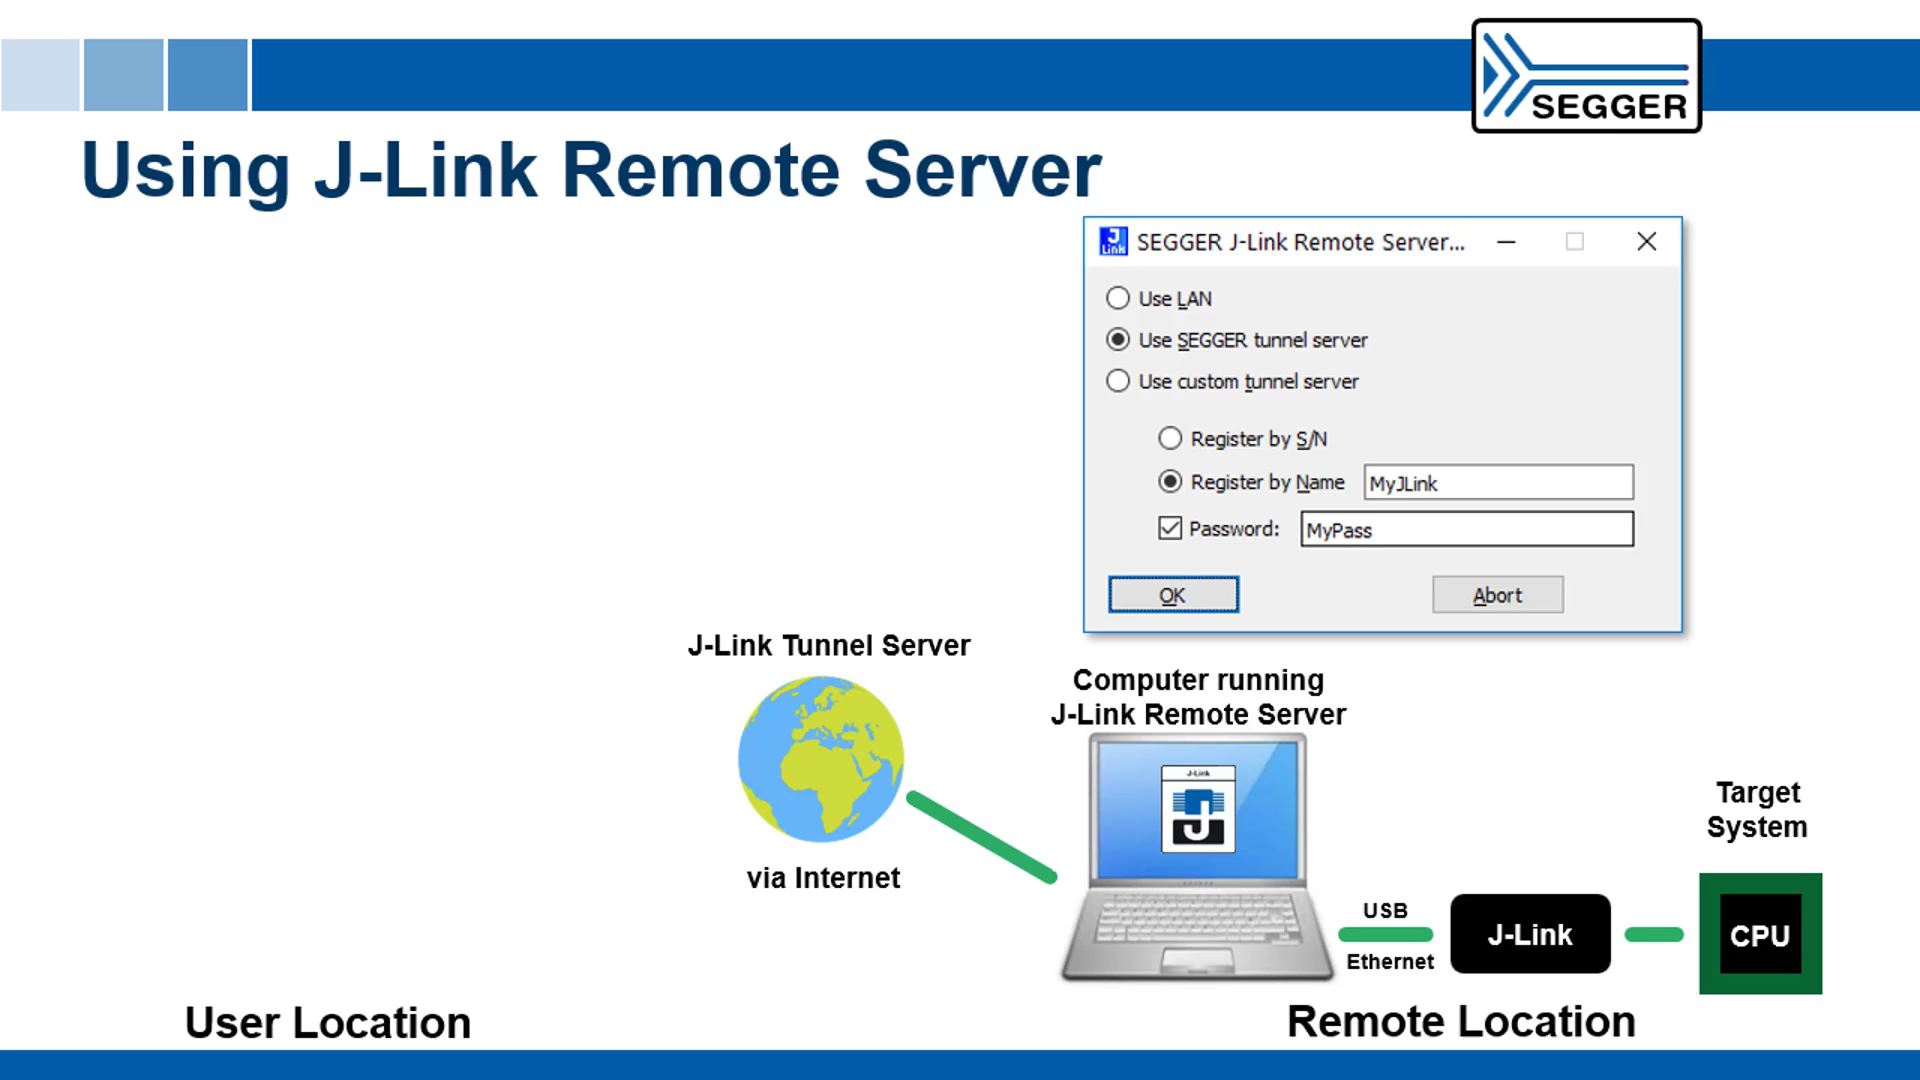 SEGGER
Using J-Link Remote Server
J Link SEGGER J-Link Remote Server...
Use LAN
Use SEGGER tunnel server
Use custom tunnel server
Register by S/N
Register by Name MyJLink
Password: MyPass
OK Abort
J-Link Tunnel Server
via Internet
Computer running
J-Link Remote Server
J-Link
J
USB
Ethernet
J-Link
Target
System
CPU
User Location
Remote Location